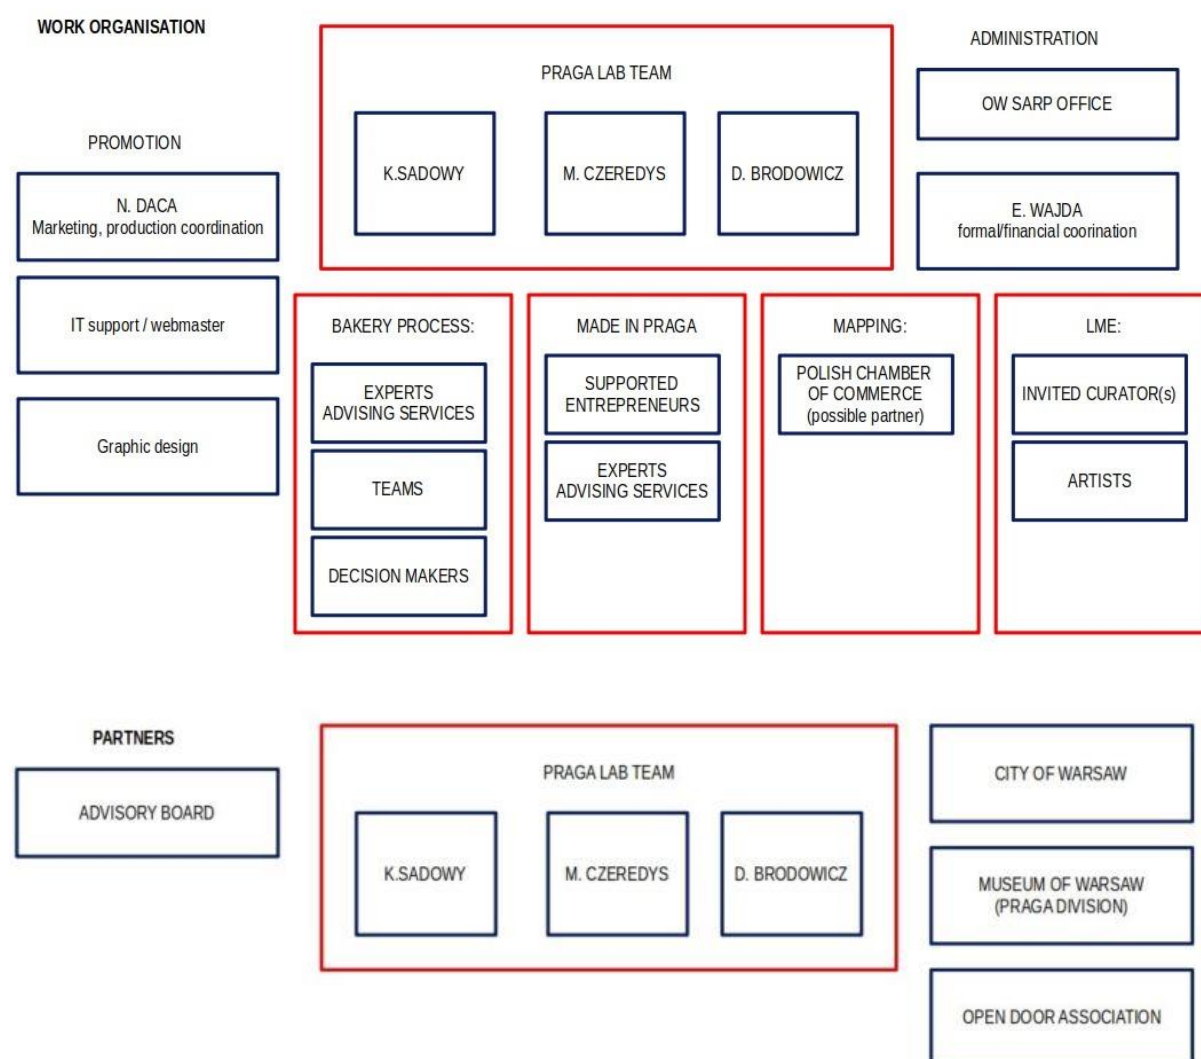 WORK ORGANISATION
PRAGA LAB TEAM
K.SADOWY
M. CZEREDYS
D. BRODOWICZ
ADMINISTRATION
OW SARP OFFICE
E. WAJDA
formal/financial coorination
PROMOTION
N. DACA
Marketing, production coordination
IT support / webmaster
Graphic design
BAKERY PROCESS:
EXPERTS
ADVISING SERVICES
TEAMS
DECISION MAKERS
MADE IN PRAGA
SUPPORTED
ENTREPRENEURS
EXPERTS
ADVISING SERVICES
MAPPING:
POLISH CHAMBER
OF COMMERCE
(possible partner)
LME:
INVITED CURATOR(s)
ARTISTS
PARTNERS
ADVISORY BOARD
PRAGA LAB TEAM
K.SADOWY
M. CZEREDYS
D. BRODOWICZ
CITY OF WARSAW
MUSEUM OF WARSAW
(PRAGA DIVISION)
OPEN DOOR ASSOCIATION